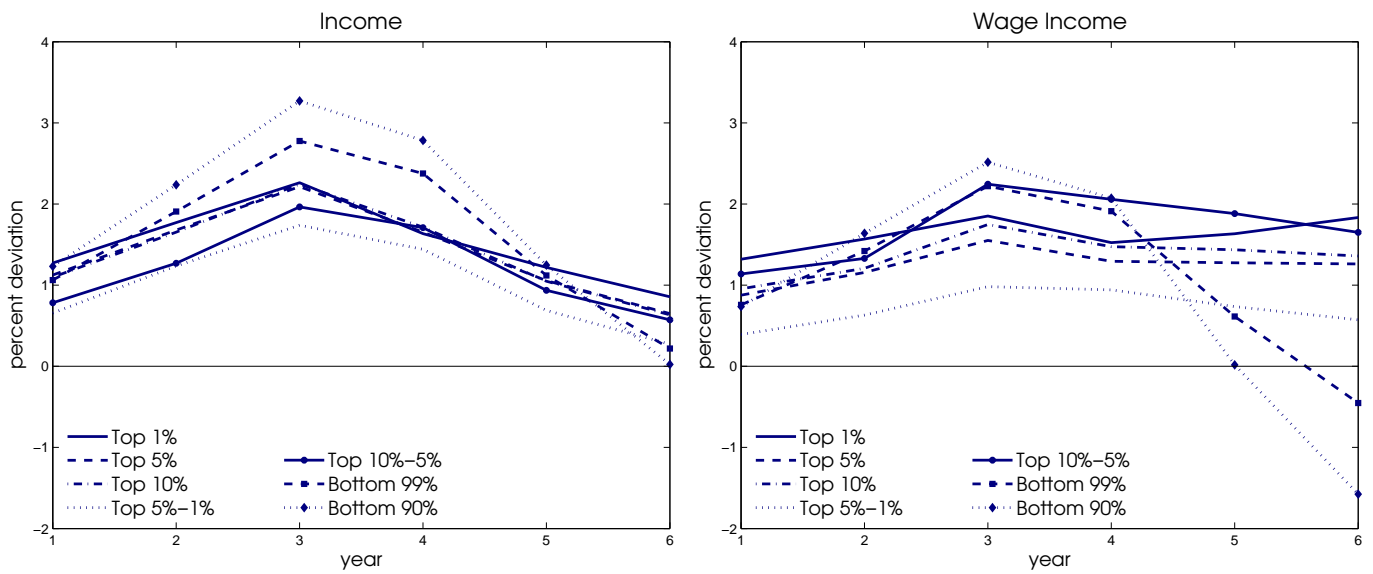 Income
percent deviation
4
3
2
1
0
−1
−2
Top 1%
Top 5%
Top 10%
Top 5%−1%
Top 10%−5%
Bottom 99%
Bottom 90%
1 2 3 4 5 6
year
Wage Income
percent deviation
4
3
2
1
0
−1
−2
Top 1%
Top 5%
Top 10%
Top 5%−1%
Top 10%−5%
Bottom 99%
Bottom 90%
1 2 3 4 5 6
year